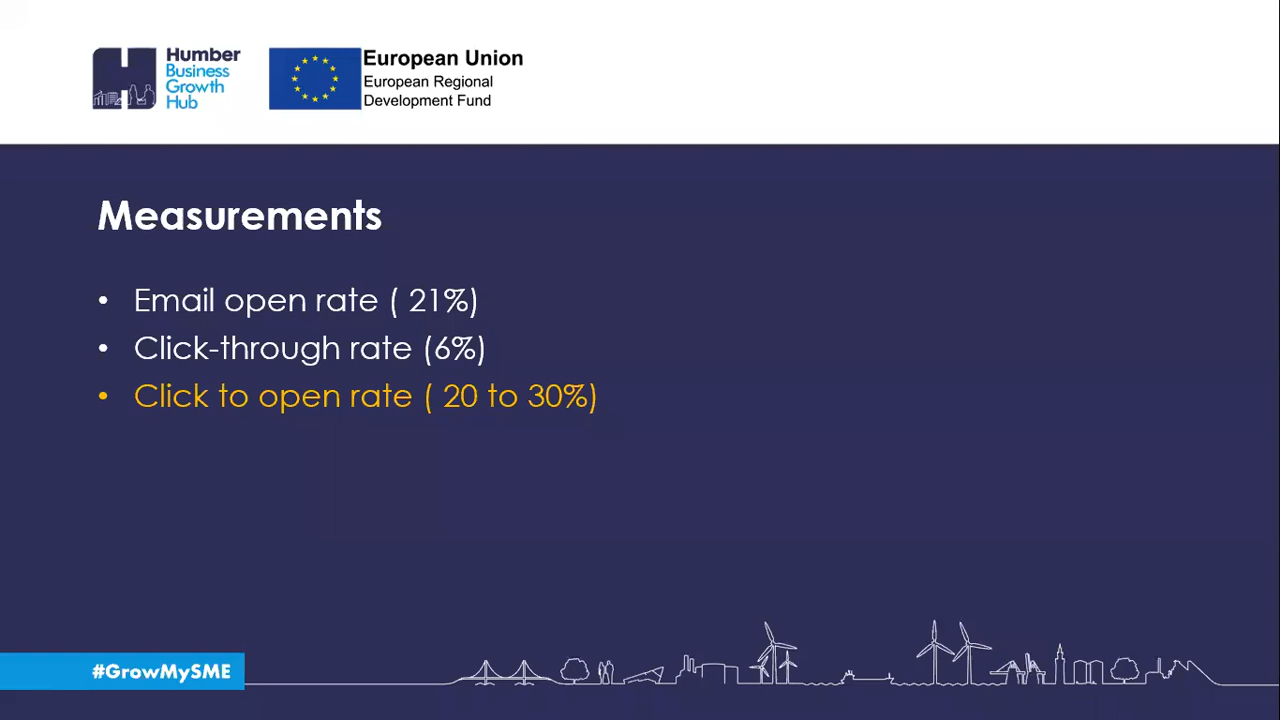 Humber
Business
Growth
Hub
European Union
European Regional
Development Fund
Measurements
• Email open rate ( 21%)
• Click-through rate (6%)
• Click to open rate ( 20 to 30%)
#GrowMySME